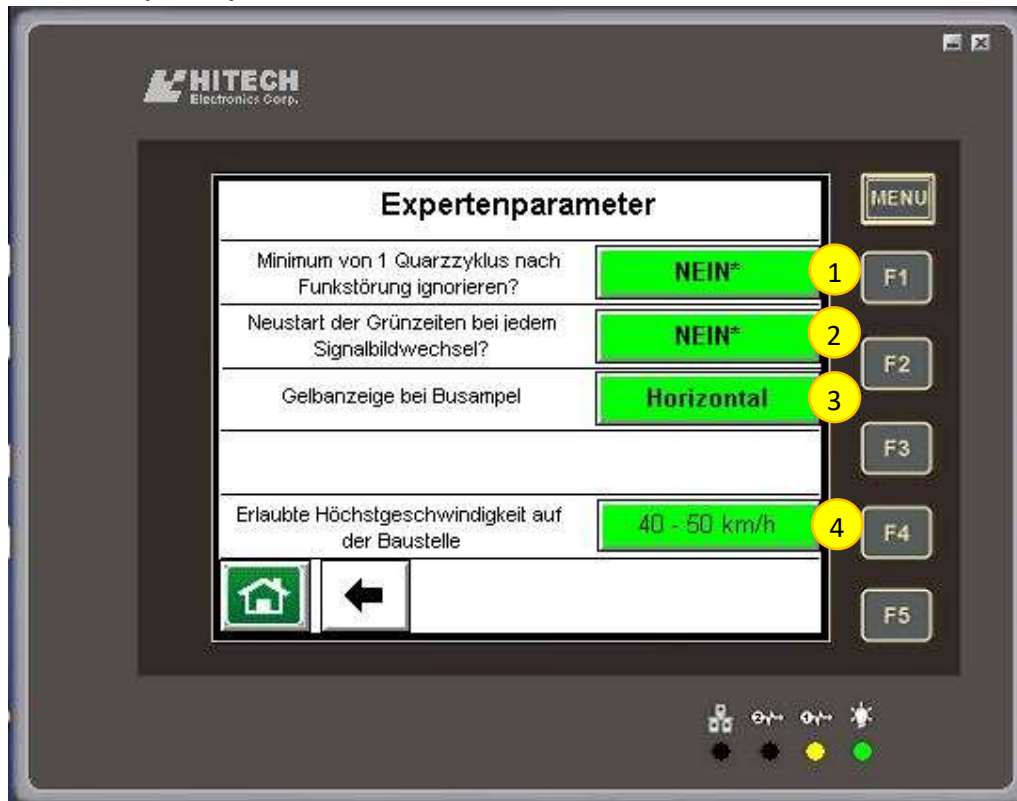 HITECH
Electronics Corp.
Expertenparameter
MENU
Minimum von 1 Quarzzyklus nach
Funkstörung ignorieren?
NEIN*
1
F1
Neustart der Grünzeiten bei jedem
Signalbildwechsel?
NEIN*
2
F2
Gelbanzeige bei Busampel
Horizontal
3
F3
Erlaubte Höchstgeschwindigkeit auf
der Baustelle
40 - 50 km/h
4
F4
F5